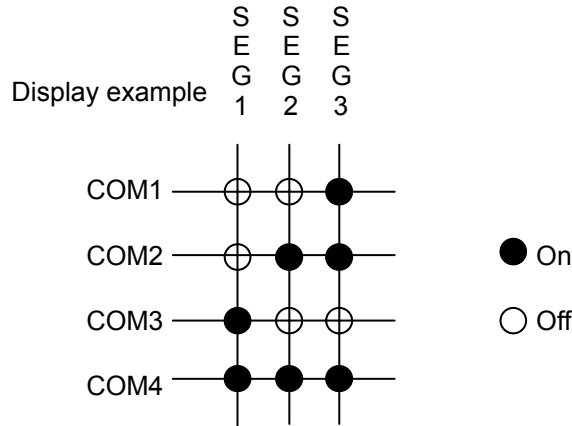 S S S
E E E
G G G
1 2 3
Display example
COM1
COM2
COM3
COM4
On
Off